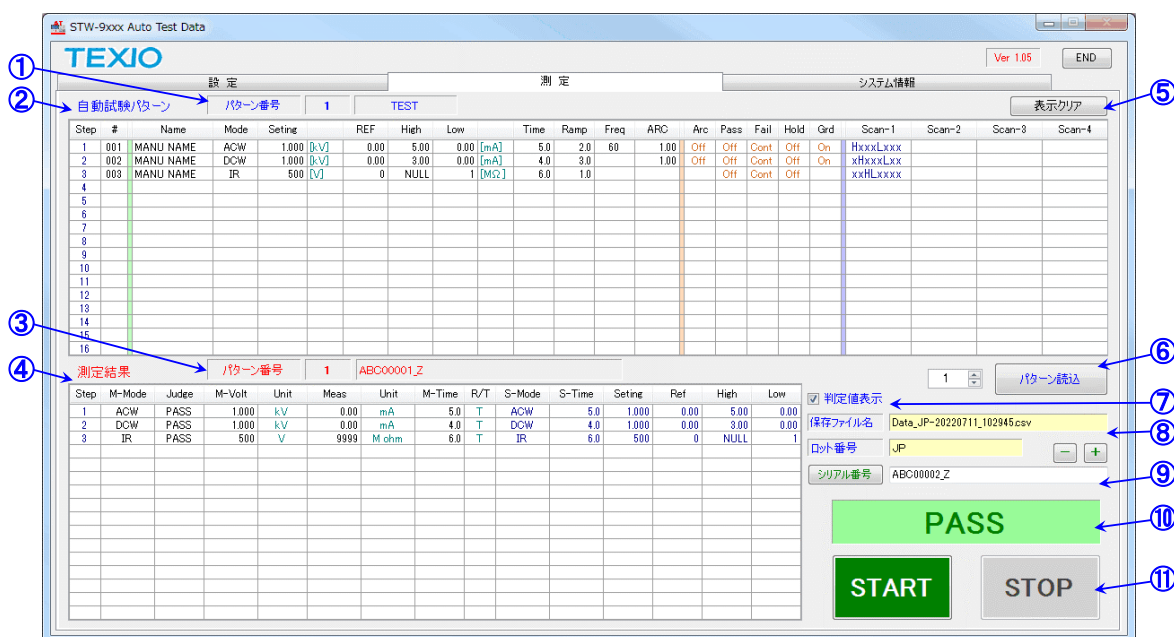 STW-9xxx Auto Test Data
TEXIO
Ver 1.05 END
設 定 測 定 システム情報
① ② 自動試験パターン パターン番号 1 TEST 表示クリア ⑤
Step # Name Mode Seting REF High Low Time Ramp Freq ARC Arc Pass Fail Hold Grd Scan-1 Scan-2 Scan-3 Scan-4
1 001 MANU NAME ACW 1.000 [kV] 0.00 5.00 0.00 [mA] 5.0 2.0 60 1.00 Off Off Cont Off On HxxxLxxx
2 002 MANU NAME DCW 1.000 [kV] 0.00 3.00 0.00 [mA] 4.0 3.0 1.00 Off Off Cont Off On xHxxxLxx
3 003 MANU NAME IR 500 [V] 0 NULL 1 [MΩ] 6.0 1.0 Off Cont Off xxHLxxxx
4
5
6
7
8
9
10
11
12
13
14
15
16
③ ④ 測定結果 パターン番号 1 ABC00001_Z
Step M-Mode Judge M-Volt Unit Meas Unit M-Time R/T S-Mode S-Time Seting Ref High Low
1 ACW PASS 1.000 kV 0.00 mA 5.0 T ACW 5.0 1.000 0.00 5.00 0.00
2 DCW PASS 1.000 kV 0.00 mA 4.0 T DCW 4.0 1.000 0.00 3.00 0.00
3 IR PASS 500 V 9999 M ohm 6.0 T IR 6.0 500 0 NULL 1
1 パターン読込 ⑥
判定値表示 ⑦
保存ファイル名 Data_JP-20220711_102945.csv ⑧
ロット番号 JP − +
シリアル番号 ABC00002_Z ⑨
PASS ⑩
START STOP ⑪